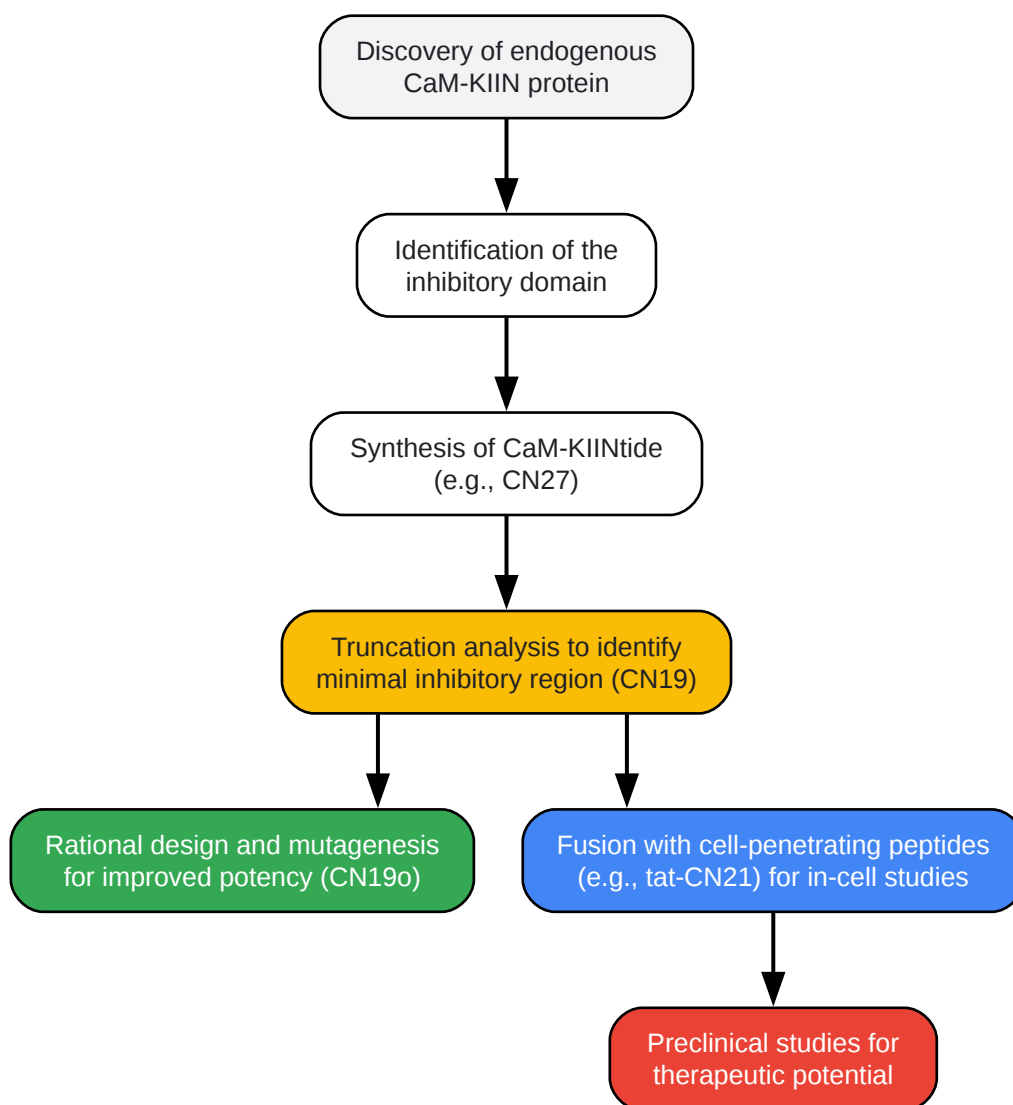 Discovery of endogenous
CaM-KIIN protein
Identification of the
inhibitory domain
Synthesis of CaM-KIINtide
(e.g., CN27)
Truncation analysis to identify
minimal inhibitory region (CN19)
Rational design and mutagenesis
for improved potency (CN19o)
Fusion with cell-penetrating peptides
(e.g., tat-CN21) for in-cell studies
Preclinical studies for
therapeutic potential